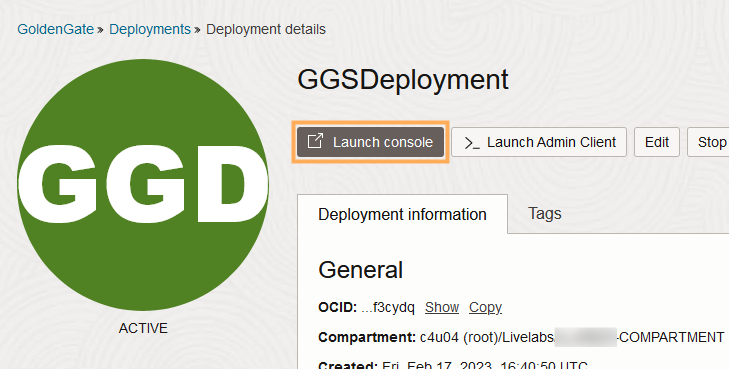 GoldenGate » Deployments » Deployment details
GGD
ACTIVE
GGSDeployment
Launch console
>_ Launch Admin Client
Edit
Stop
Deployment information
Tags
General
OCID: ...f3cydq Show Copy
Compartment: c4u04 (root)/Livelabs -COMPARTMENT
Created: Fri, Feb 17, 2023, 16:40:50 UTC